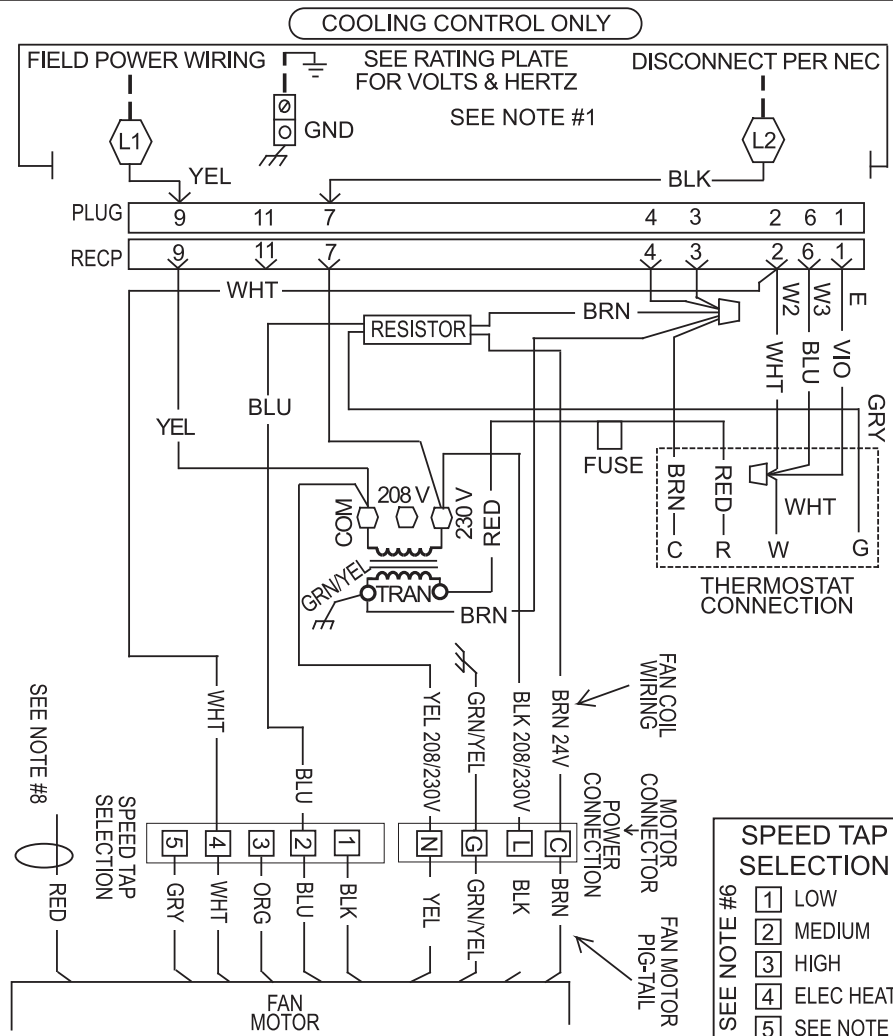 COOLING CONTROL ONLY
FIELD POWER WIRING
SEE RATING PLATE
FOR VOLTS & HERTZ
DISCONNECT PER NEC
SEE NOTE #1
GND
L1
L2
YEL
BLK
PLUG
9 11 7 4 3 2 6 1
RECP
9 11 7 4 3 2 6 1
WHT
BRN
RESISTOR
W2
W3
E
WHT
BLU
VIO
GRY
BLU
YEL
FUSE
208 V
COM
230 V
RED
BRN
RED
WHT
C R W G
THERMOSTAT
CONNECTION
GRN/YEL
TRAN
BRN
FAN COIL
WIRING
WHT
BLU
YEL 208/230V
GRN/YEL
BLK 208/230V
BRN 24V
SEE NOTE #8
SPEED TAP
SELECTION
5 4 3 2 1
N G L C
MOTOR
CONNECTOR
POWER
CONNECTION
RED
GRY
WHT
ORG
BLU
BLK
YEL
GRN/YEL
BLK
BRN
FAN MOTOR
PIG-TAIL
FAN
MOTOR
SPEED TAP
SELECTION
SEE NOTE #6
1 LOW
2 MEDIUM
3 HIGH
4 ELEC HEAT
5 SEE NOTE